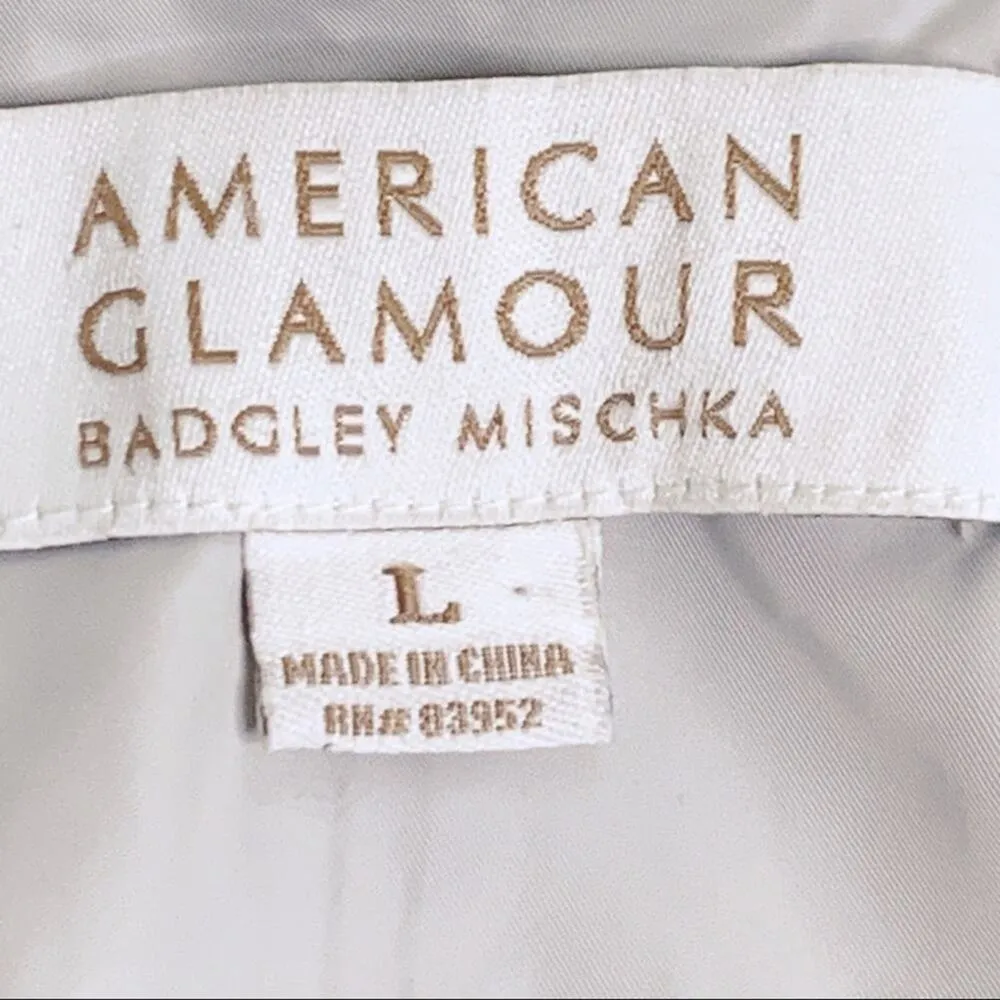 AMERICAN
GLAMOUR
BADGLEY MISCHKA
L
MADE IN CHINA
RN# 83952